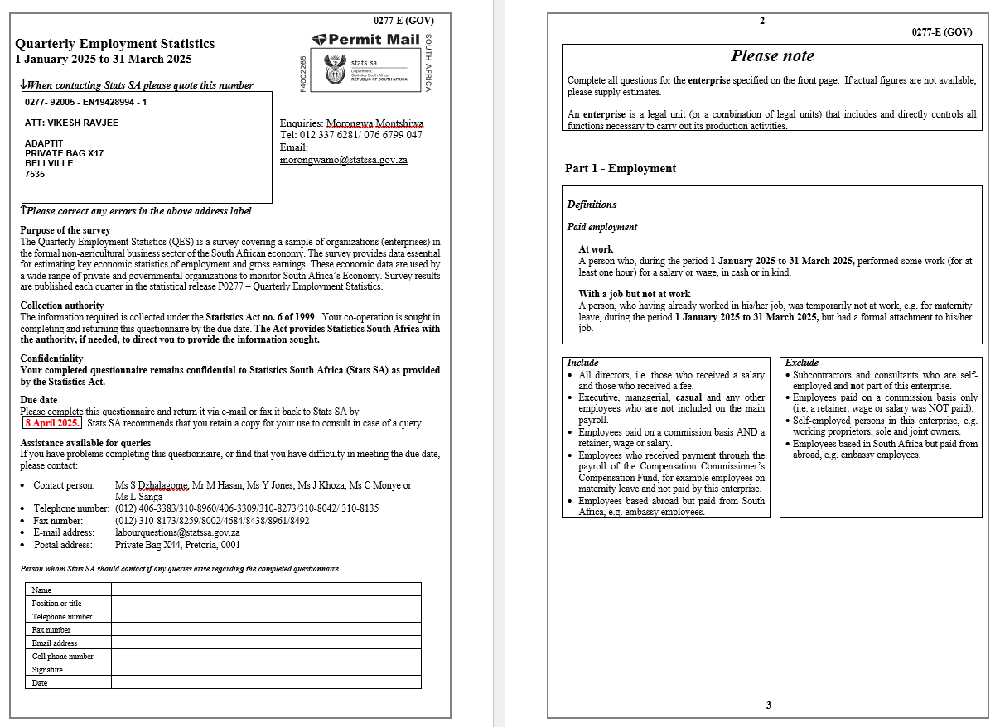 0277-E (GOV)
Quarterly Employment Statistics
1 January 2025 to 31 March 2025
Permit Mail
SOUTH AFRICA
P4002265
stats sa
Department:
Statistics South Africa
REPUBLIC OF SOUTH AFRICA
↓When contacting Stats SA please quote this number
0277- 92005 - EN19428994 - 1
ATT: VIKESH RAVJEE
ADAPTIT
PRIVATE BAG X17
BELLVILLE
7535
Enquiries: Morongwa Montshiwa
Tel: 012 337 6281/ 076 6799 047
Email:
morongwamo@statssa.gov.za
↑Please correct any errors in the above address label
Purpose of the survey
The Quarterly Employment Statistics (QES) is a survey covering a sample of organizations (enterprises) in
the formal non-agricultural business sector of the South African economy. The survey provides data essential
for estimating key economic statistics of employment and gross earnings. These economic data are used by
a wide range of private and governmental organizations to monitor South Africa's Economy. Survey results
are published each quarter in the statistical release P0277 – Quarterly Employment Statistics.
Collection authority
The information required is collected under the Statistics Act no. 6 of 1999. Your co-operation is sought in
completing and returning this questionnaire by the due date. The Act provides Statistics South Africa with
the authority, if needed, to direct you to provide the information sought.
Confidentiality
Your completed questionnaire remains confidential to Statistics South Africa (Stats SA) as provided
by the Statistics Act.
Due date
Please complete this questionnaire and return it via e-mail or fax it back to Stats SA by
8 April 2025. Stats SA recommends that you retain a copy for your use to consult in case of a query.
Assistance available for queries
If you have problems completing this questionnaire, or find that you have difficulty in meeting the due date,
please contact:
• Contact person: Ms S Dzhalagome, Mr M Hasan, Ms Y Jones, Ms J Khoza, Ms C Monye or
Ms L Sanga
• Telephone number: (012) 406-3383/310-8960/406-3309/310-8273/310-8042/ 310-8135
• Fax number: (012) 310-8173/8259/8002/4684/8438/8961/8492
• E-mail address: labourquestions@statssa.gov.za
• Postal address: Private Bag X44, Pretoria, 0001
Person whom Stats SA should contact if any queries arise regarding the completed questionnaire
Name
Position or title
Telephone number
Fax number
Email address
Cell phone number
Signature
Date
2
0277-E (GOV)
Please note
Complete all questions for the enterprise specified on the front page. If actual figures are not available,
please supply estimates.
An enterprise is a legal unit (or a combination of legal units) that includes and directly controls all
functions necessary to carry out its production activities.
Part 1 - Employment
Definitions
Paid employment
At work
A person who, during the period 1 January 2025 to 31 March 2025, performed some work (for at
least one hour) for a salary or wage, in cash or in kind.
With a job but not at work
A person, who having already worked in his/her job, was temporarily not at work, e.g. for maternity
leave, during the period 1 January 2025 to 31 March 2025, but had a formal attachment to his/her
job.
Include
• All directors, i.e. those who received a salary
and those who received a fee.
• Executive, managerial, casual and any other
employees who are not included on the main
payroll.
• Employees paid on a commission basis AND a
retainer, wage or salary.
• Employees who received payment through the
payroll of the Compensation Commissioner's
Compensation Fund, for example employees on
maternity leave and not paid by this enterprise.
• Employees based abroad but paid from South
Africa, e.g. embassy employees.
Exclude
• Subcontractors and consultants who are self-
employed and not part of this enterprise.
• Employees paid on a commission basis only
(i.e. a retainer, wage or salary was NOT paid).
• Self-employed persons in this enterprise, e.g.
working proprietors, sole and joint owners.
• Employees based in South Africa but paid from
abroad, e.g. embassy employees.
3